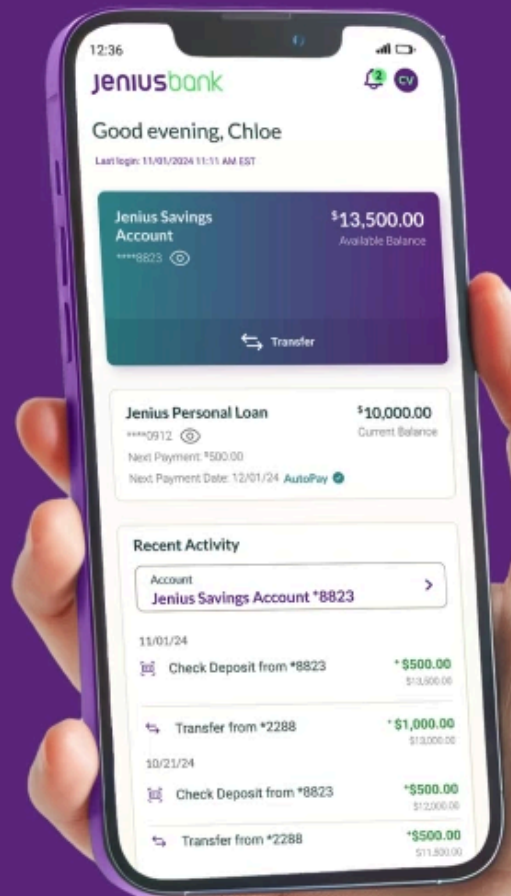 12:36
jeniusbank
2
CV
Good evening, Chloe
Last login: 11/01/2024 11:11 AM EST
Jenius Savings Account
$13,500.00
Available Balance
****8823
Transfer
Jenius Personal Loan
$10,000.00
****0912
Current Balance
Next Payment: $500.00
Next Payment Date: 12/01/24 AutoPay
Recent Activity
Account
Jenius Savings Account *8823
11/01/24
Check Deposit from *8823
+$500.00
$13,500.00
Transfer from *2288
+$1,000.00
$13,000.00
10/21/24
Check Deposit from *8823
+$500.00
$12,000.00
Transfer from *2288
+$500.00
$11,500.00